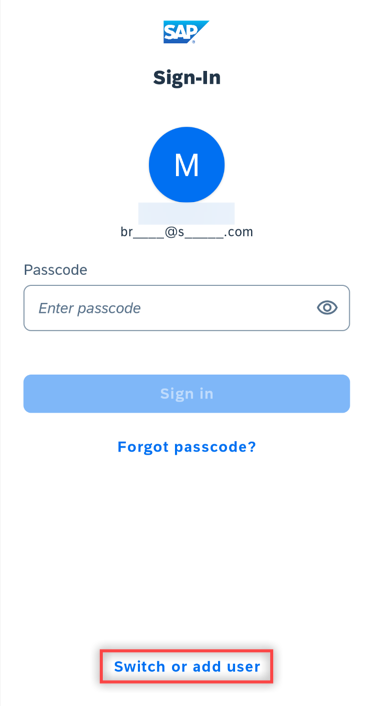 SAP
Sign-In
M
br____@s_____.com
Passcode
Enter passcode
Sign in
Forgot passcode?
Switch or add user